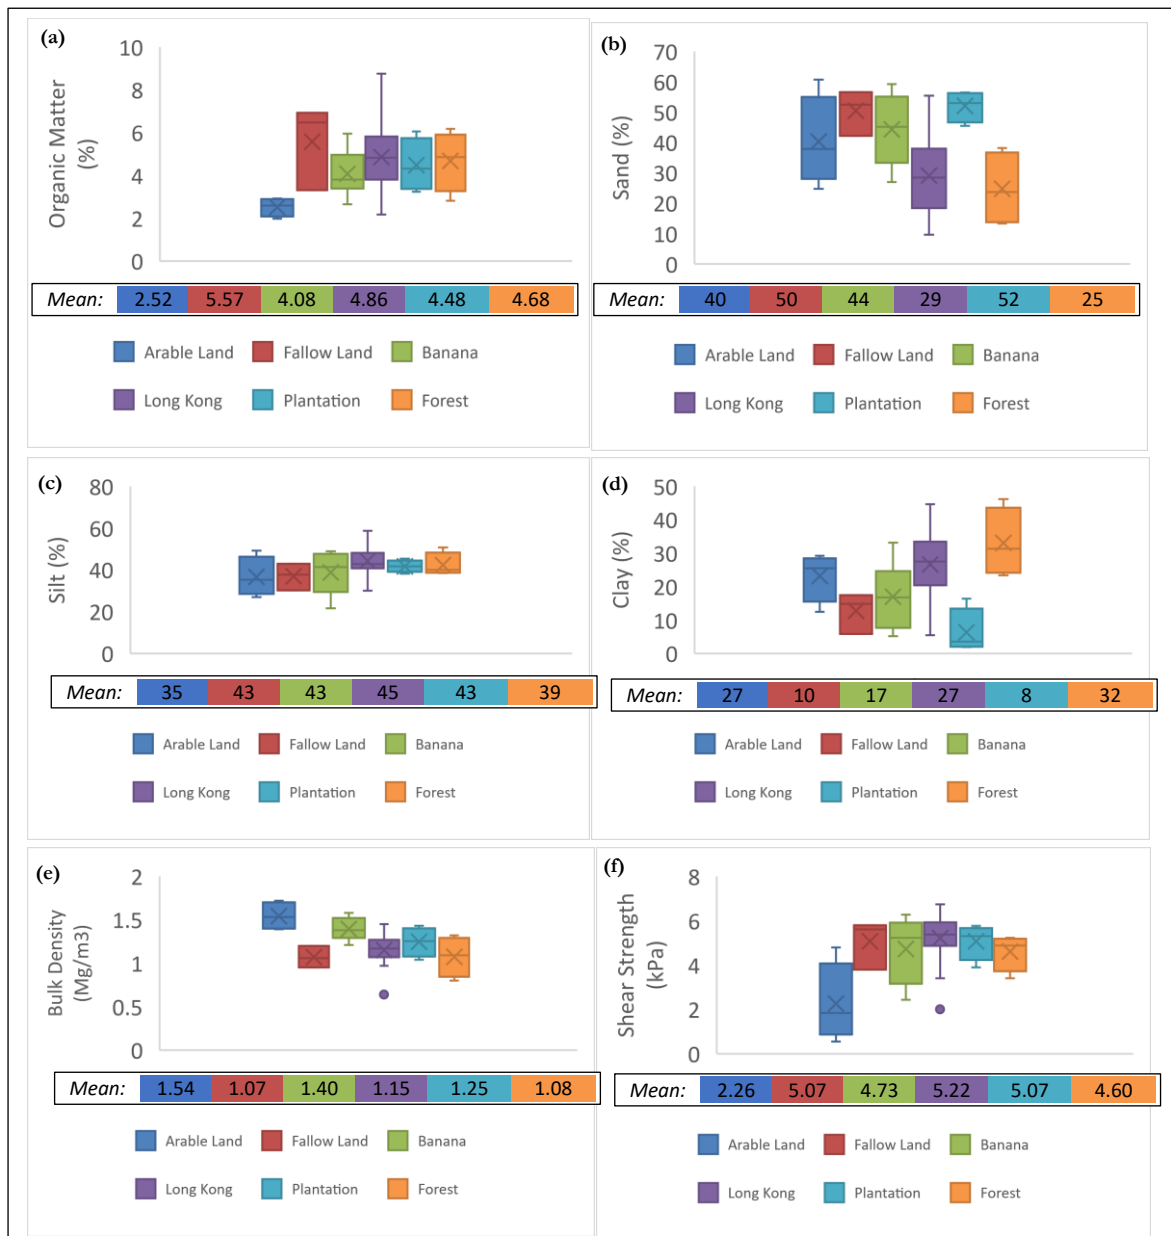 (a)
10
8
6
4
2
0
Organic Matter
(%)
Mean: 2.52 5.57 4.08 4.86 4.48 4.68
Arable Land Fallow Land Banana
Long Kong Plantation Forest
(b)
70
60
50
40
30
20
10
0
Sand (%)
Mean: 40 50 44 29 52 25
Arable Land Fallow Land Banana
Long Kong Plantation Forest
(c)
80
60
40
20
0
Silt (%)
Mean: 35 43 43 45 43 39
Arable Land Fallow Land Banana
Long Kong Plantation Forest
(d)
50
40
30
20
10
0
Clay (%)
Mean: 27 10 17 27 8 32
Arable Land Fallow Land Banana
Long Kong Plantation Forest
(e)
2
1.5
1
0.5
0
Bulk Density
(Mg/m3)
Mean: 1.54 1.07 1.40 1.15 1.25 1.08
Arable Land Fallow Land Banana
Long Kong Plantation Forest
(f)
8
6
4
2
0
Shear Strength
(kPa)
Mean: 2.26 5.07 4.73 5.22 5.07 4.60
Arable Land Fallow Land Banana
Long Kong Plantation Forest